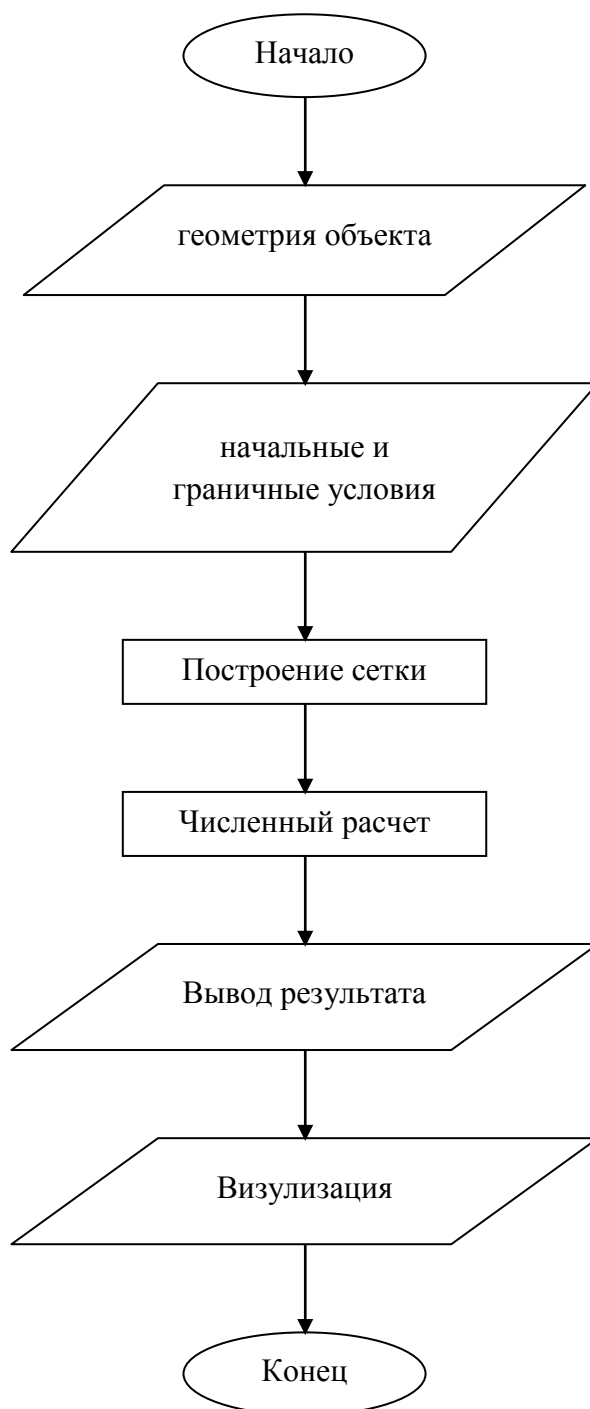 Начало
геометрия объекта
начальные и
граничные условия
Построение сетки
Численный расчет
Вывод результата
Визулизация
Конец